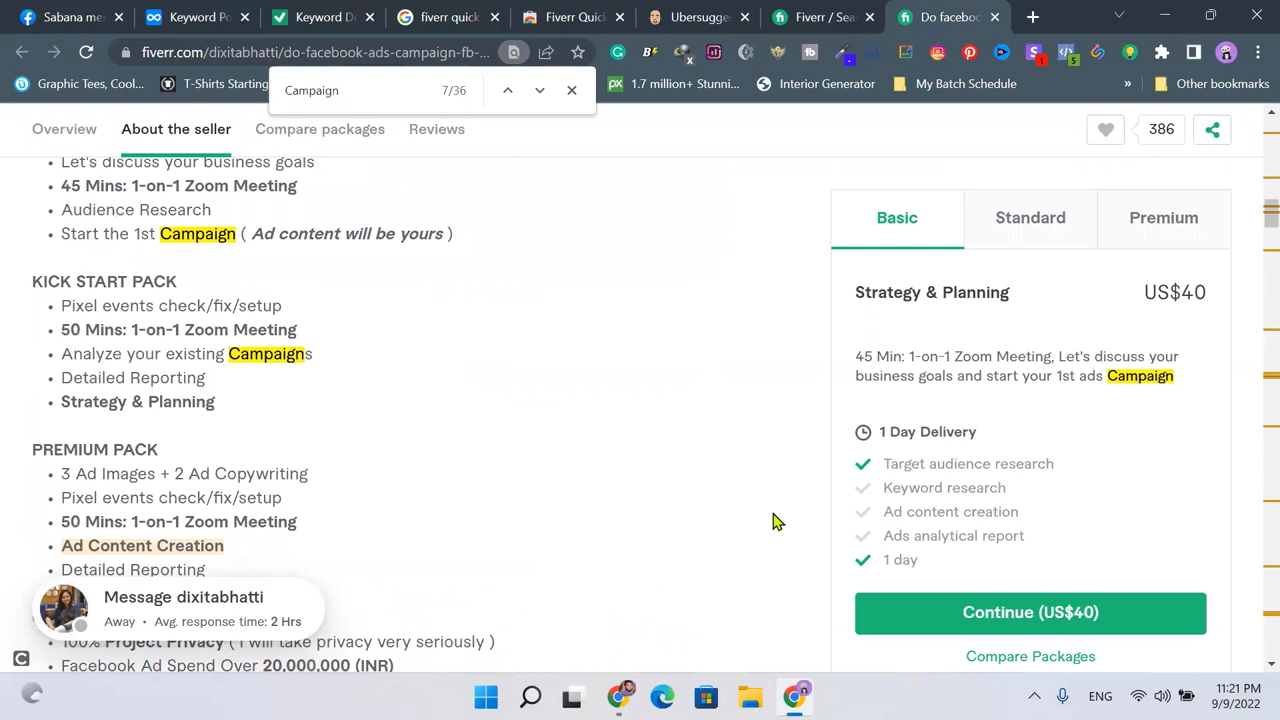 Sabana mes
Keyword Po
Keyword D
fiverr quick
Fiverr Quic
Ubersugges
Fiverr / Sea
Do faceboo
fiverr.com/dixitabhatti/do-facebook-ads-campaign-fb-...
Graphic Tees, Cool...
T-Shirts Starting
px 1.7 million+ Stunni...
Interior Generator
My Batch Schedule
»
Other bookmarks
Campaign 7/36
Overview
About the seller
Compare packages
Reviews
386
• Let's discuss your business goals
• 45 Mins: 1-on-1 Zoom Meeting
• Audience Research
• Start the 1st Campaign ( Ad content will be yours )
KICK START PACK
• Pixel events check/fix/setup
• 50 Mins: 1-on-1 Zoom Meeting
• Analyze your existing Campaigns
• Detailed Reporting
• Strategy & Planning
PREMIUM PACK
• 3 Ad Images + 2 Ad Copywriting
• Pixel events check/fix/setup
• 50 Mins: 1-on-1 Zoom Meeting
• Ad Content Creation
• Detailed Reporting
Message dixitabhatti
Away • Avg. response time: 2 Hrs
100% Project Privacy ( I will take privacy very seriously )
• Facebook Ad Spend Over 20,000,000 (INR)
Basic
Standard
Premium
Strategy & Planning
US$40
45 Min: 1-on-1 Zoom Meeting, Let's discuss your
business goals and start your 1st ads Campaign
1 Day Delivery
Target audience research
Keyword research
Ad content creation
Ads analytical report
1 day
Continue (US$40)
Compare Packages
ENG
11:21 PM
9/9/2022